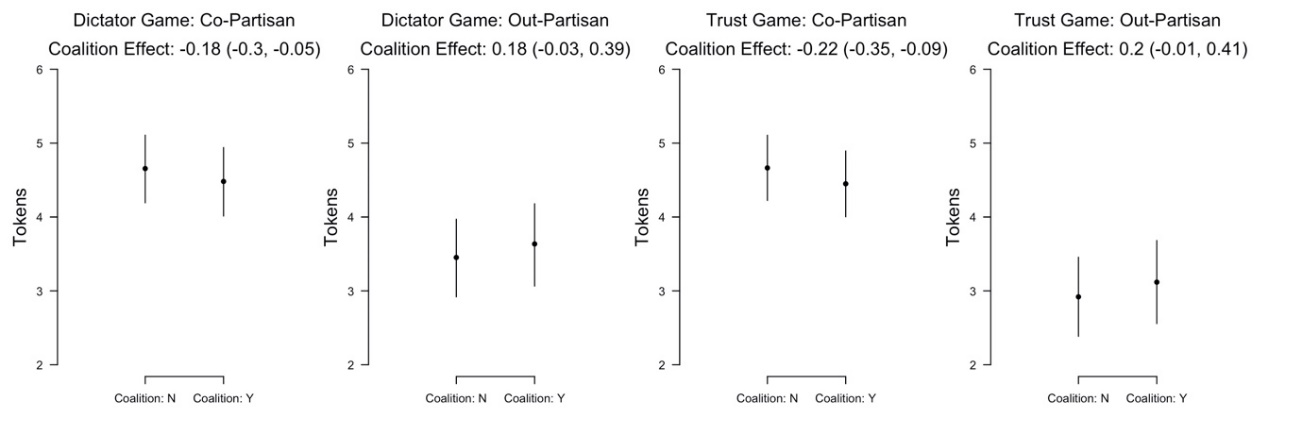 Dictator Game: Co-Partisan
Coalition Effect: -0.18 (-0.3, -0.05)
6
5
4
3
2
Tokens
Coalition: N Coalition: Y
Dictator Game: Out-Partisan
Coalition Effect: 0.18 (-0.03, 0.39)
6
5
4
3
2
Tokens
Coalition: N Coalition: Y
Trust Game: Co-Partisan
Coalition Effect: -0.22 (-0.35, -0.09)
6
5
4
3
2
Tokens
Coalition: N Coalition: Y
Trust Game: Out-Partisan
Coalition Effect: 0.2 (-0.01, 0.41)
6
5
4
3
2
Tokens
Coalition: N Coalition: Y